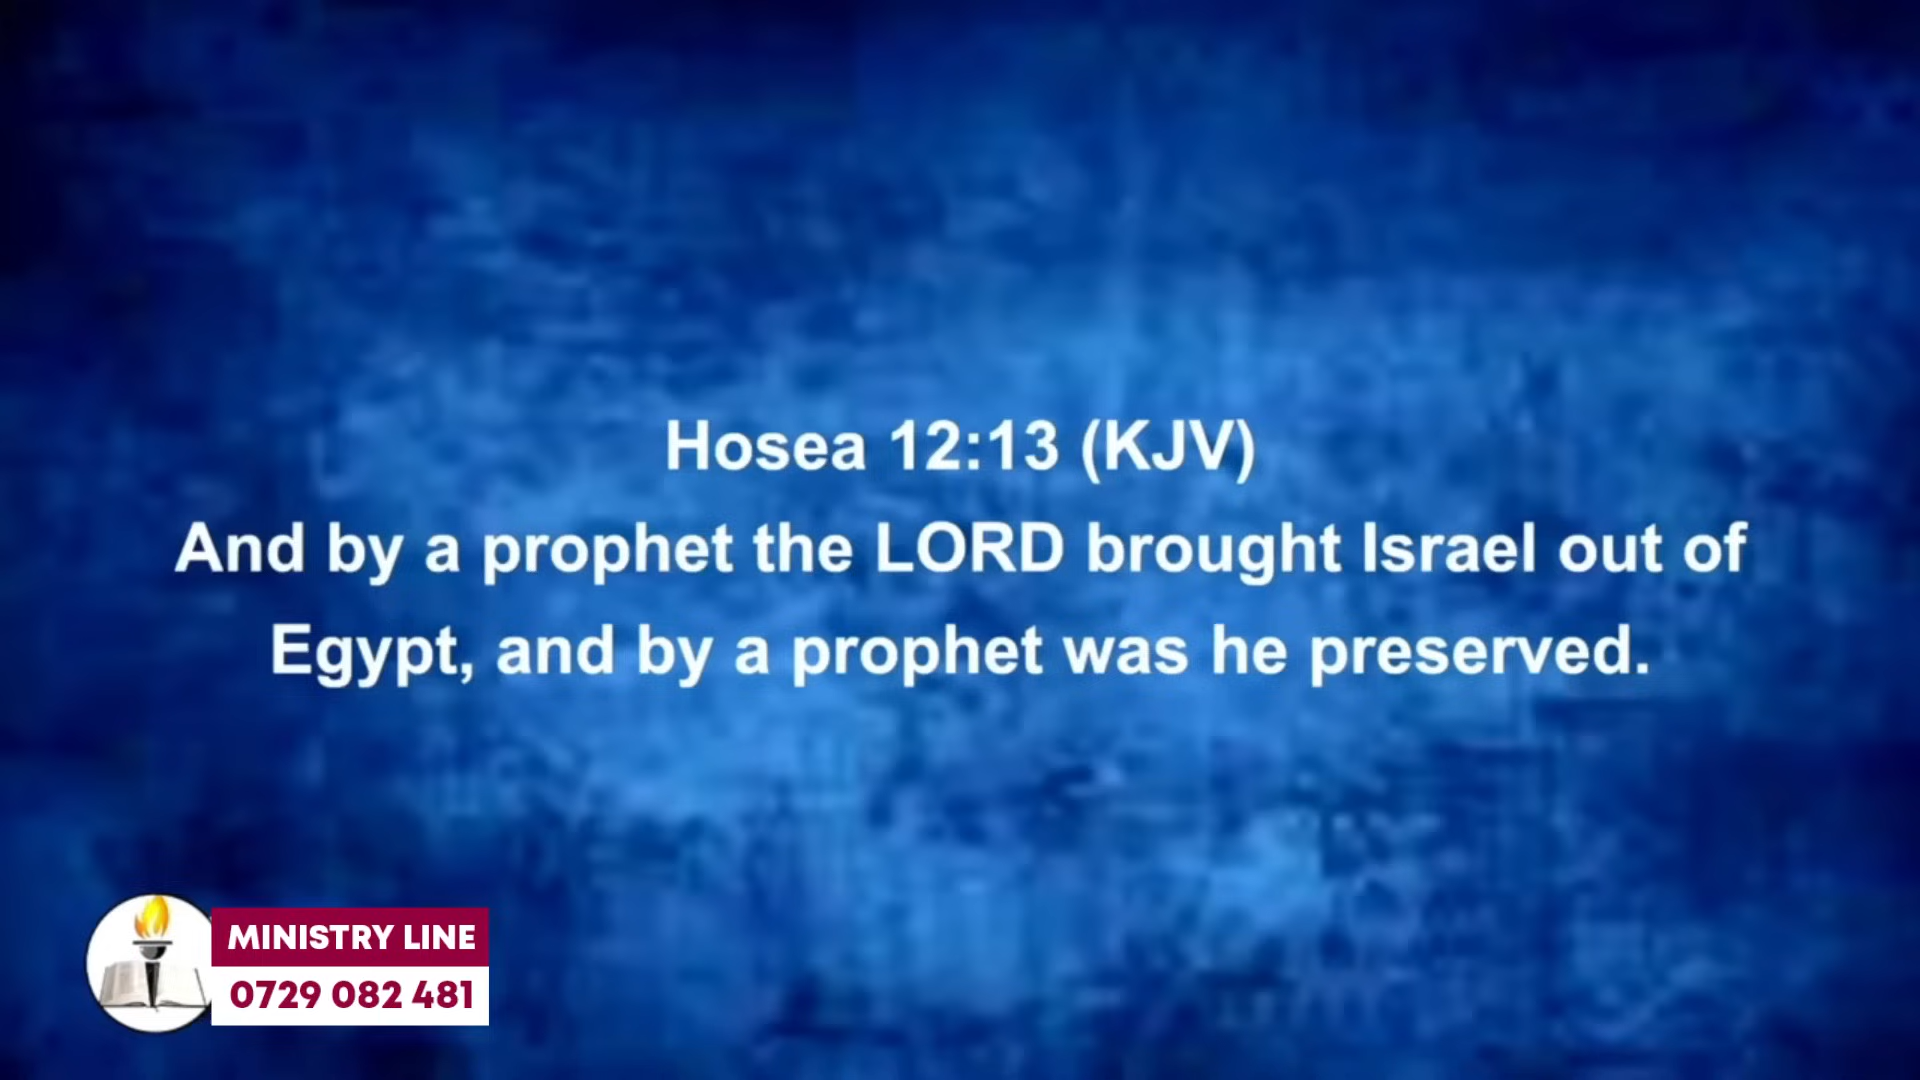 Hosea 12:13 (KJV)
And by a prophet the LORD brought Israel out of
Egypt, and by a prophet was he preserved.
MINISTRY LINE
0729 082 481